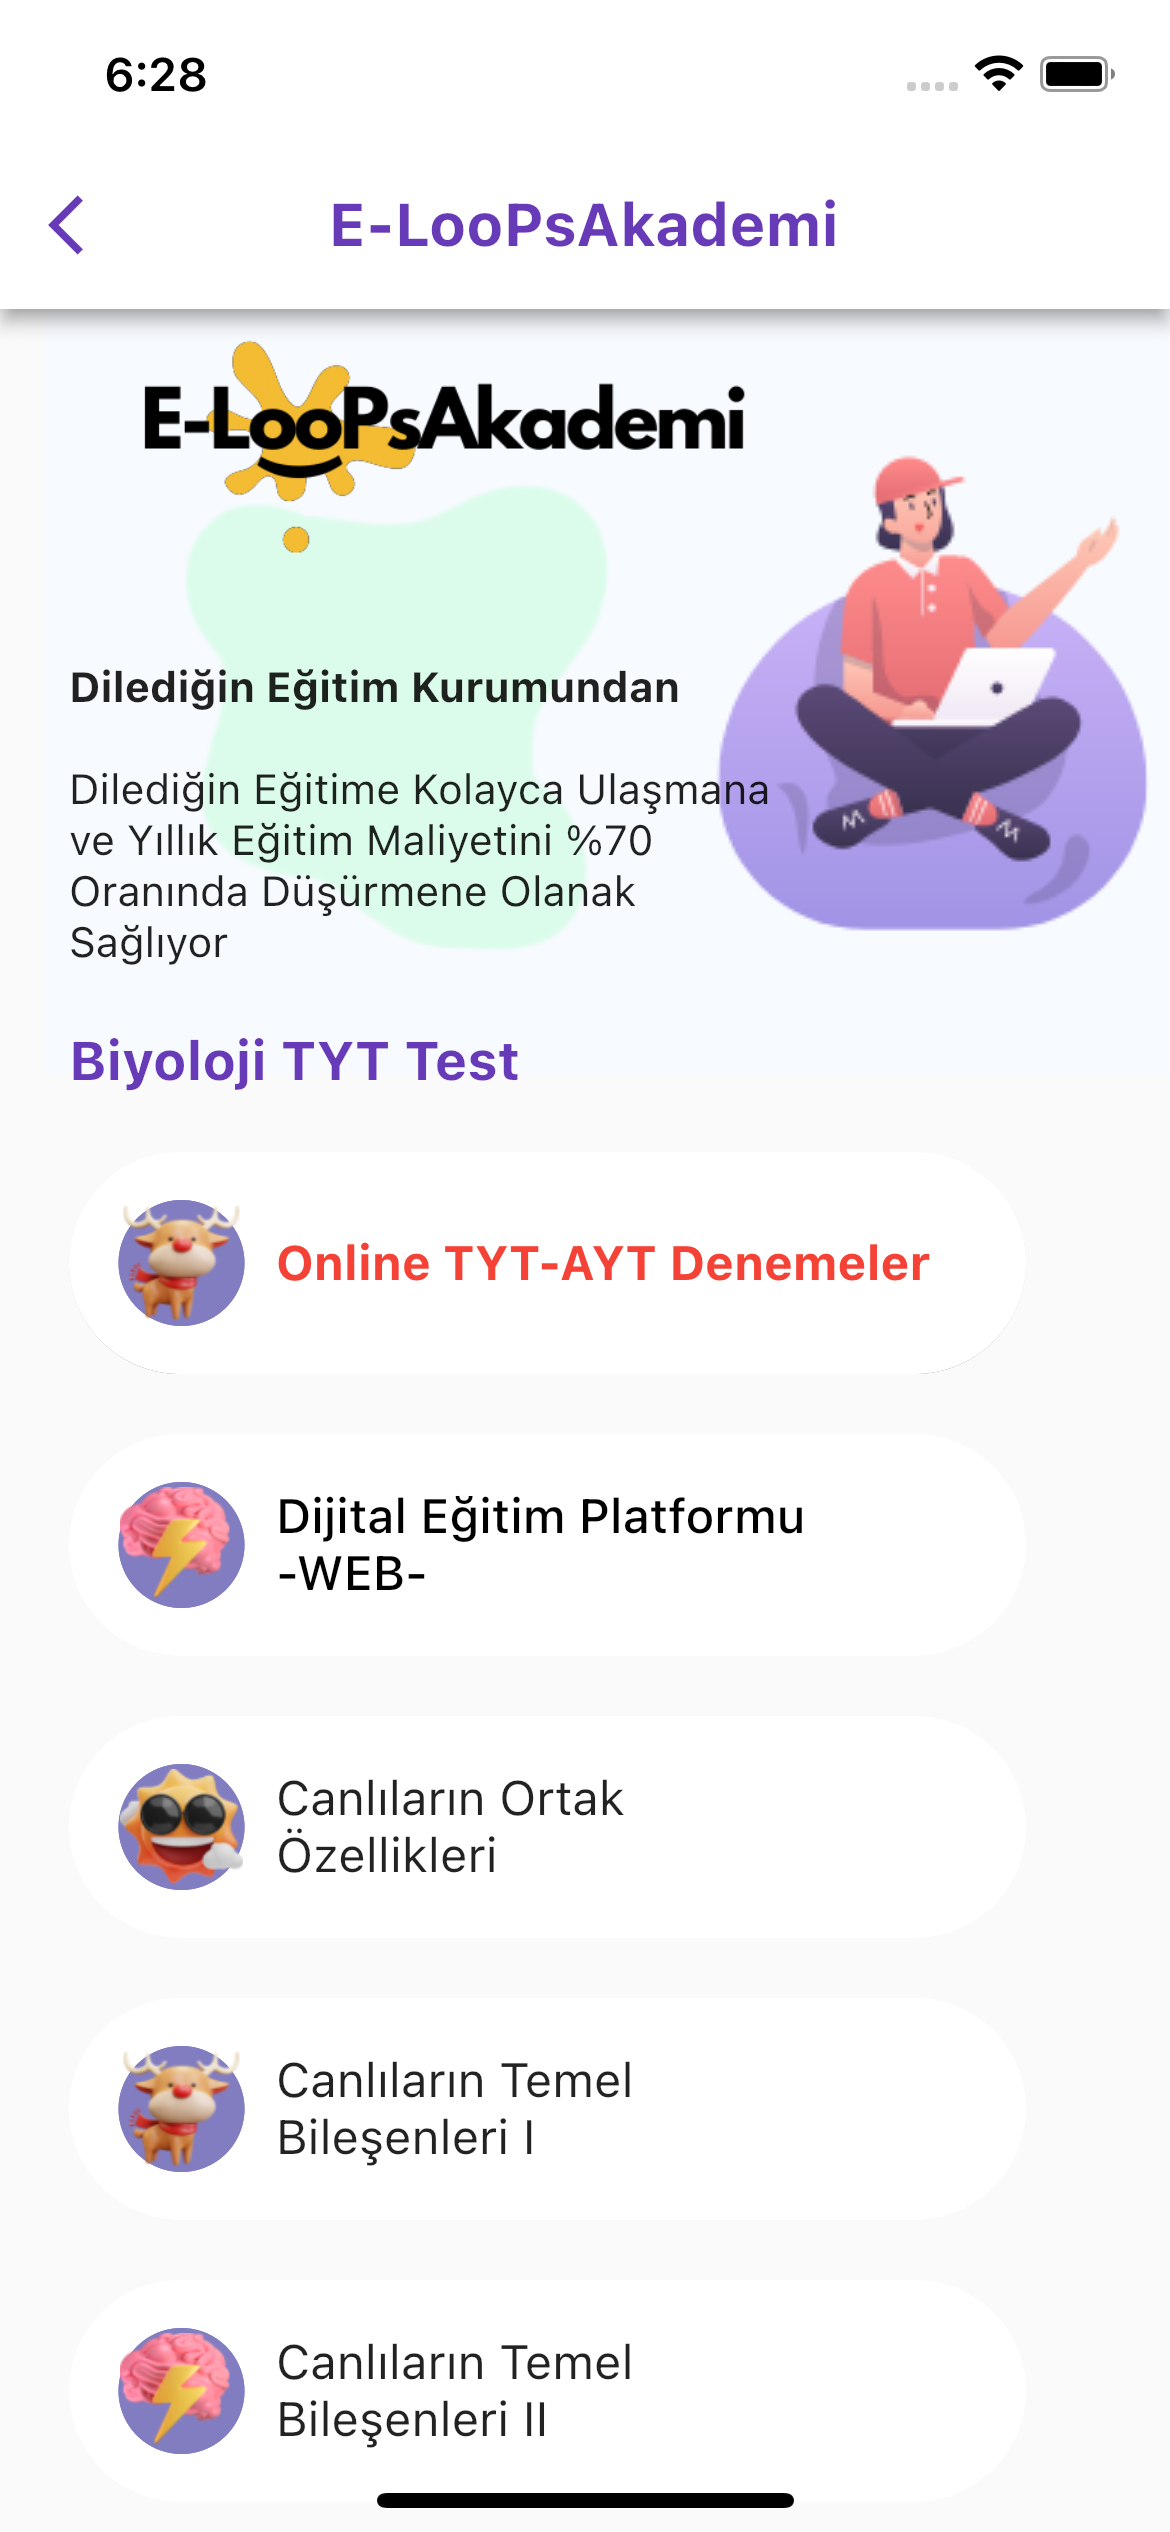 6:28
E-LooPsAkademi
E-LooPsAkademi
Dilediğin Eğitim Kurumundan
Dilediğin Eğitime Kolayca Ulaşmana
ve Yıllık Eğitim Maliyetini %70
Oranında Düşürmene Olanak
Sağlıyor
Biyoloji TYT Test
Online TYT-AYT Denemeler
Dijital Eğitim Platformu
-WEB-
Canlıların Ortak
Özellikleri
Canlıların Temel
Bileşenleri I
Canlıların Temel
Bileşenleri II